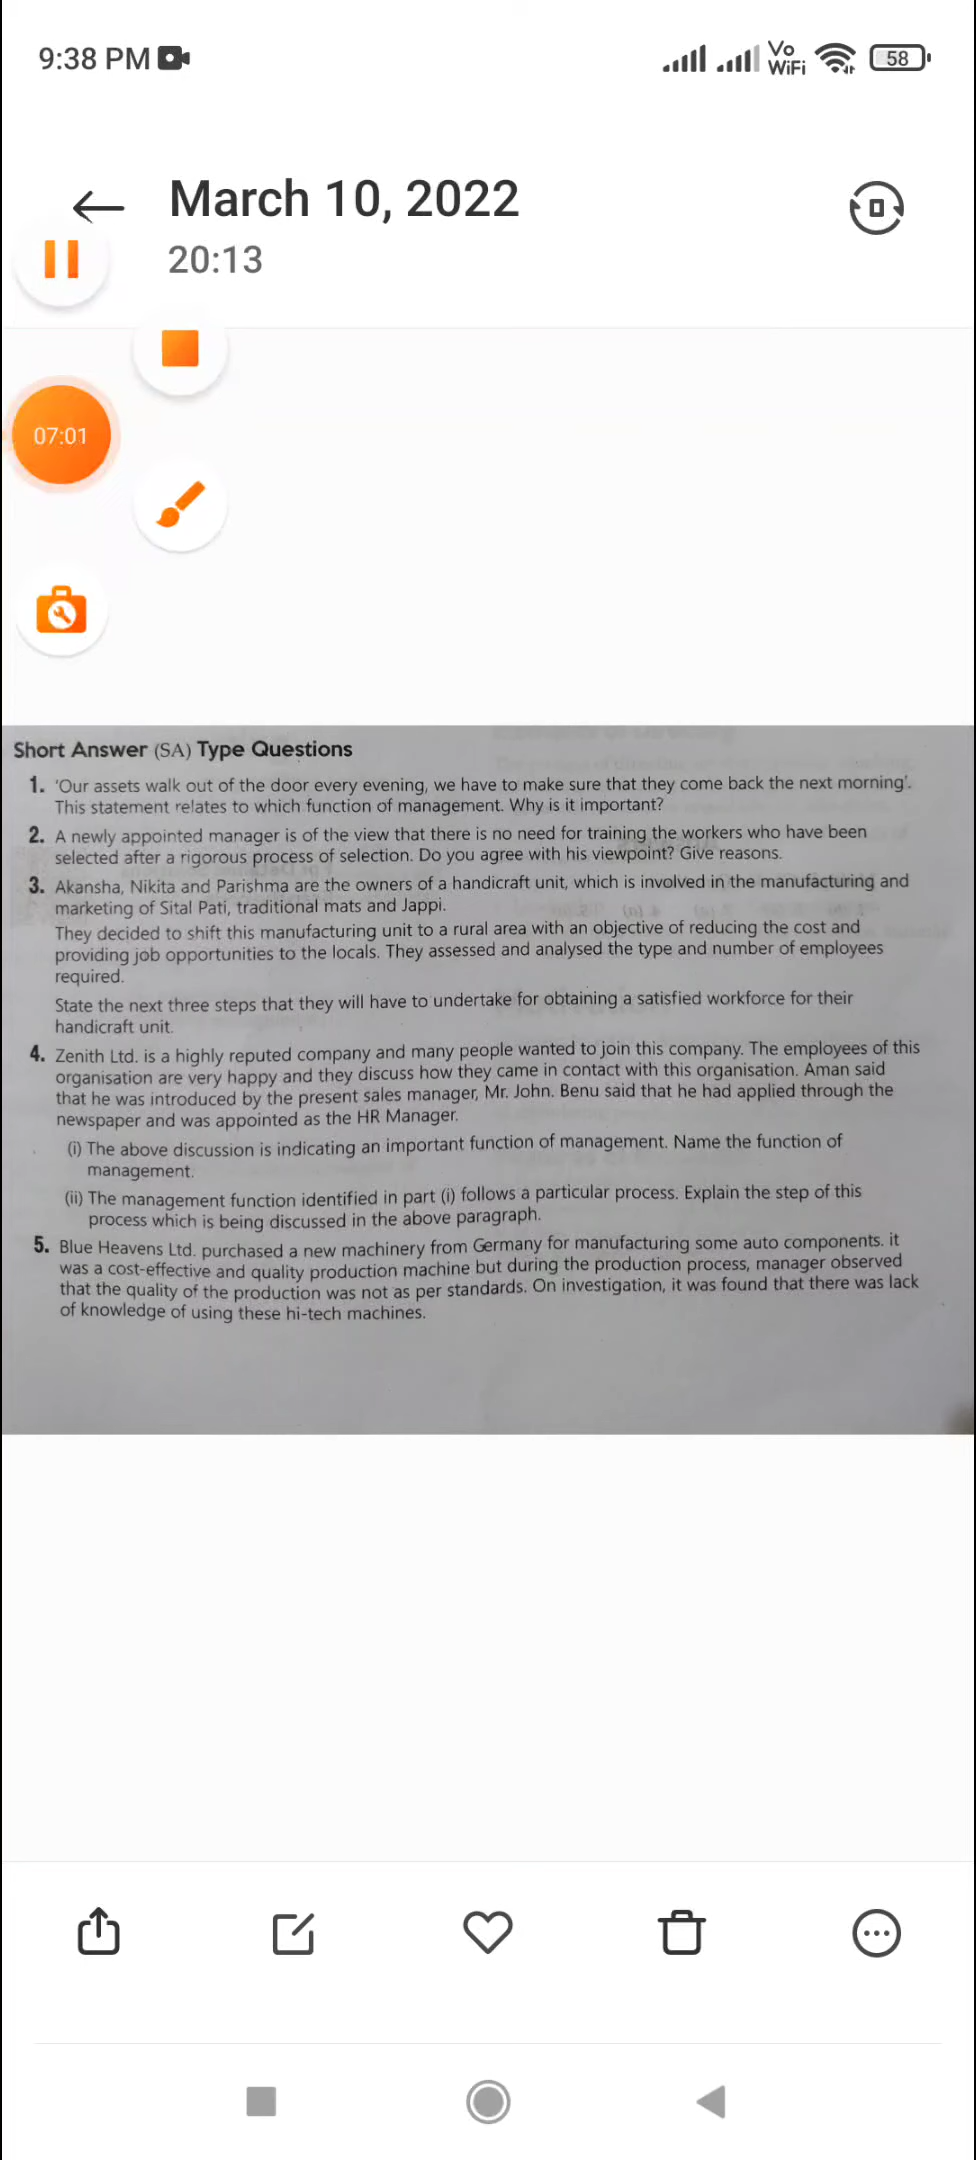 9:38 PM
Vo
WiFi
58
March 10, 2022
20:13
07:01
Short Answer (SA) Type Questions
1. 'Our assets walk out of the door every evening, we have to make sure that they come back the next morning'.
This statement relates to which function of management. Why is it important?
2. A newly appointed manager is of the view that there is no need for training the workers who have been
selected after a rigorous process of selection. Do you agree with his viewpoint? Give reasons.
3. Akansha, Nikita and Parishma are the owners of a handicraft unit, which is involved in the manufacturing and
marketing of Sital Pati, traditional mats and Jappi.
They decided to shift this manufacturing unit to a rural area with an objective of reducing the cost and
providing job opportunities to the locals. They assessed and analysed the type and number of employees
required.
State the next three steps that they will have to undertake for obtaining a satisfied workforce for their
handicraft unit.
4. Zenith Ltd. is a highly reputed company and many people wanted to join this company. The employees of this
organisation are very happy and they discuss how they came in contact with this organisation. Aman said
that he was introduced by the present sales manager, Mr. John. Benu said that he had applied through the
newspaper and was appointed as the HR Manager.
(i) The above discussion is indicating an important function of management. Name the function of
management.
(ii) The management function identified in part (i) follows a particular process. Explain the step of this
process which is being discussed in the above paragraph.
5. Blue Heavens Ltd. purchased a new machinery from Germany for manufacturing some auto components. it
was a cost-effective and quality production machine but during the production process, manager observed
that the quality of the production was not as per standards. On investigation, it was found that there was lack
of knowledge of using these hi-tech machines.